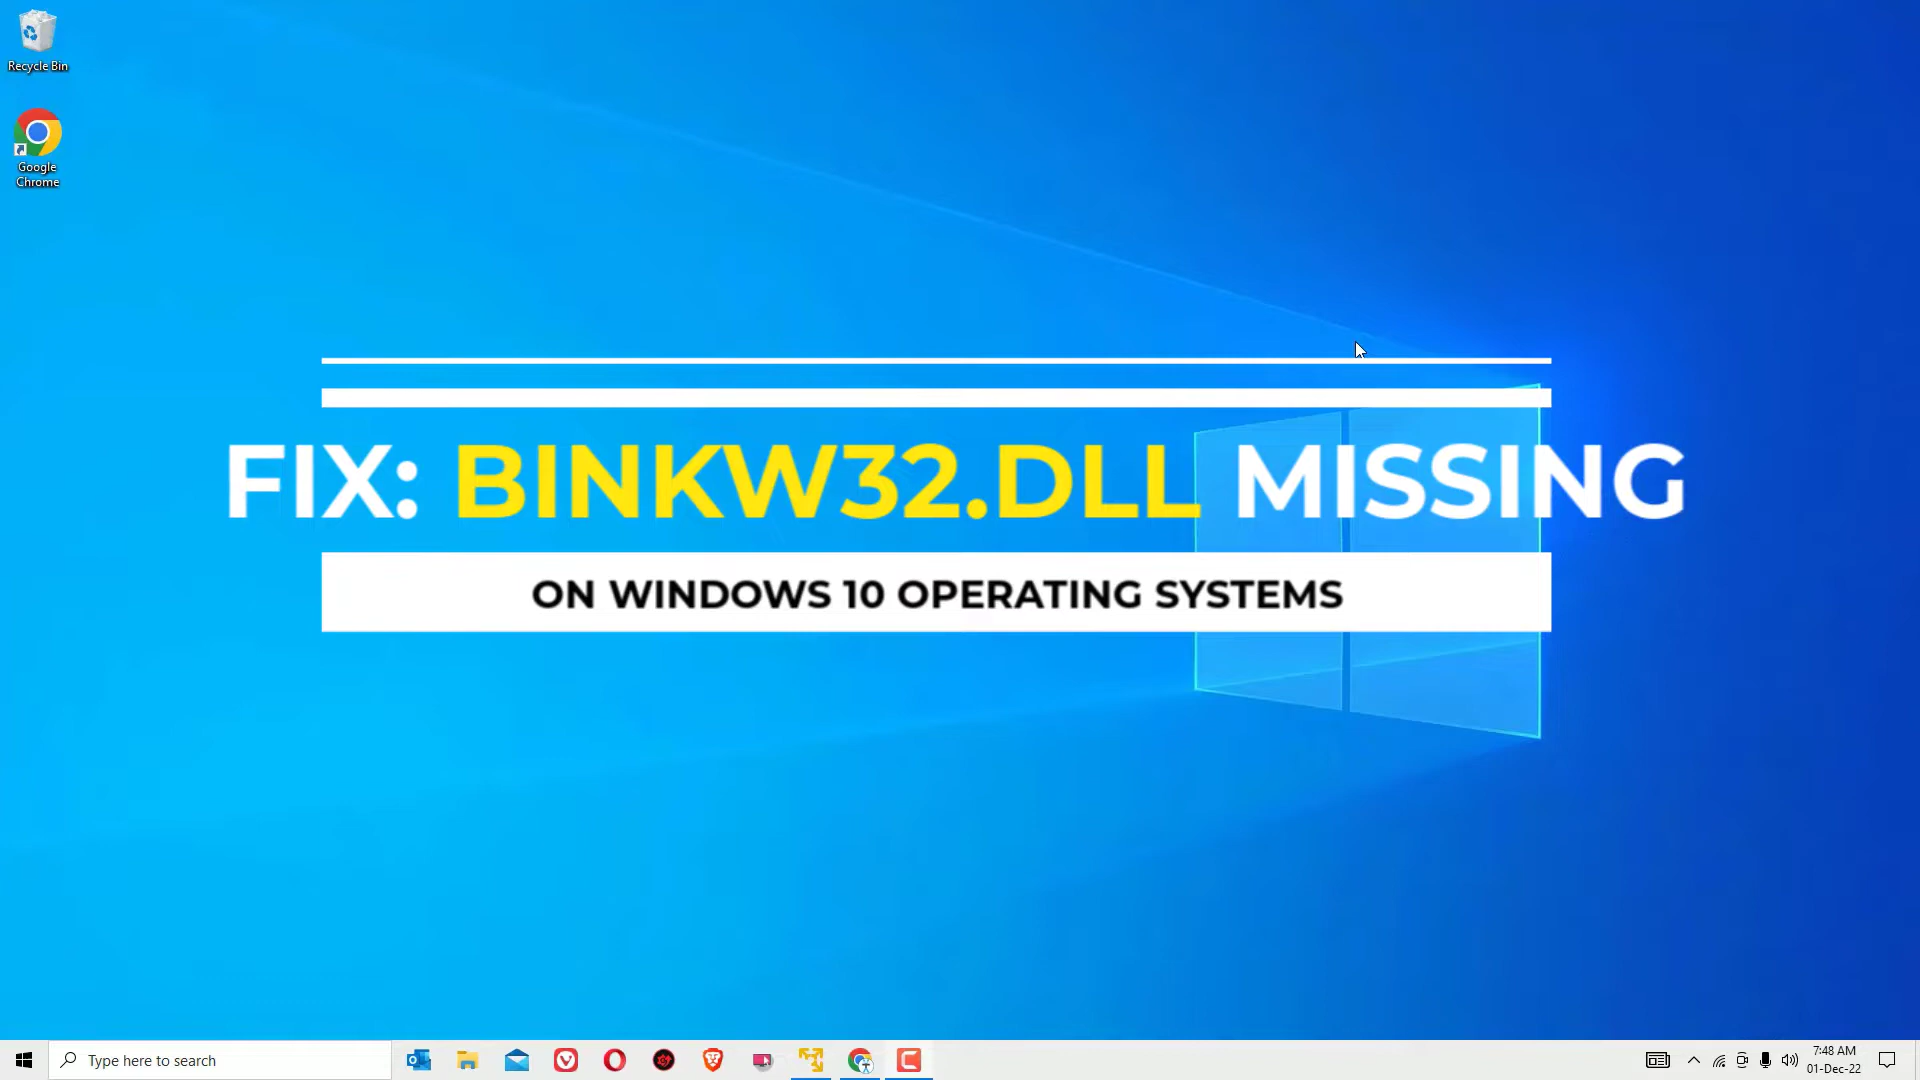 Recycle Bin
Google
Chrome
FIX: BINKW32.DLL MISSING
ON WINDOWS 10 OPERATING SYSTEMS
Type here to search
7:48 AM
01-Dec-22